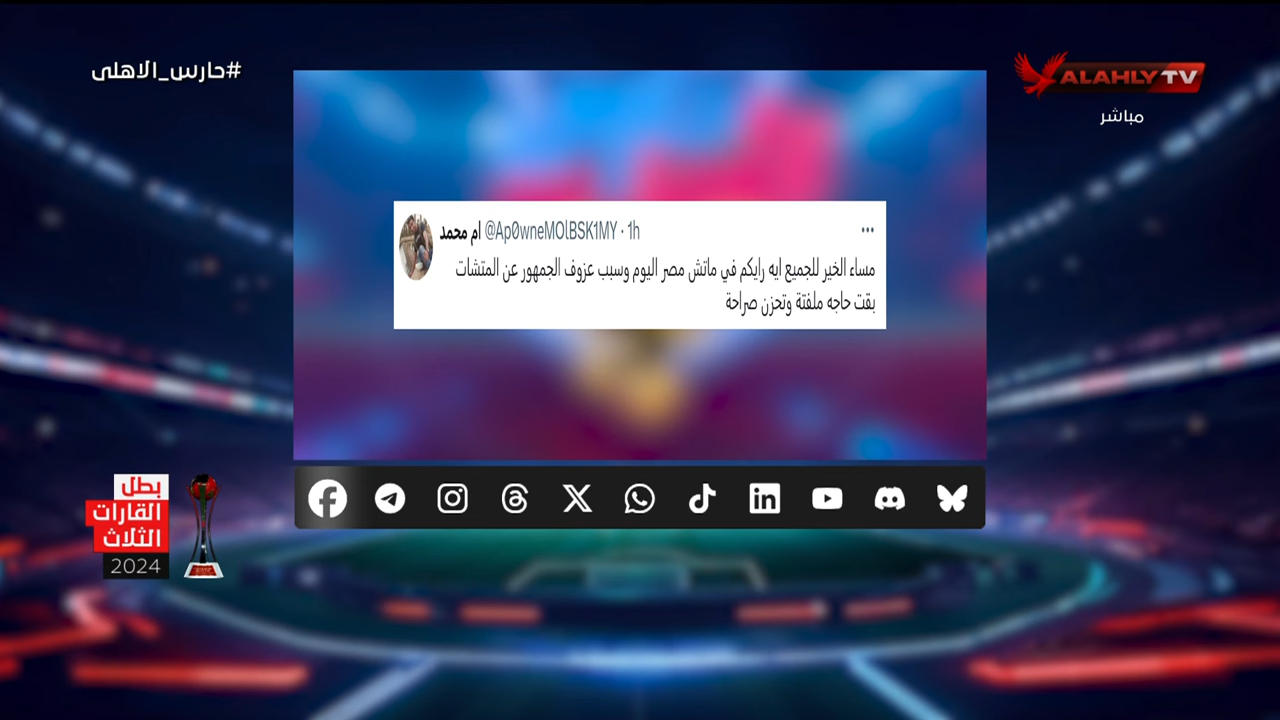 #حارس_الاهلى
ALAHLY TV
مباشر
ام محمد @Ap0wneMOlBSK1MY · 1h
مساء الخير للجميع ايه رايكم في ماتش مصر اليوم وسبب عزوف الجمهور عن المتشات
بقت حاجه ملفتة وتحزن صراحة
بطل
القارات
الثلاث
2024